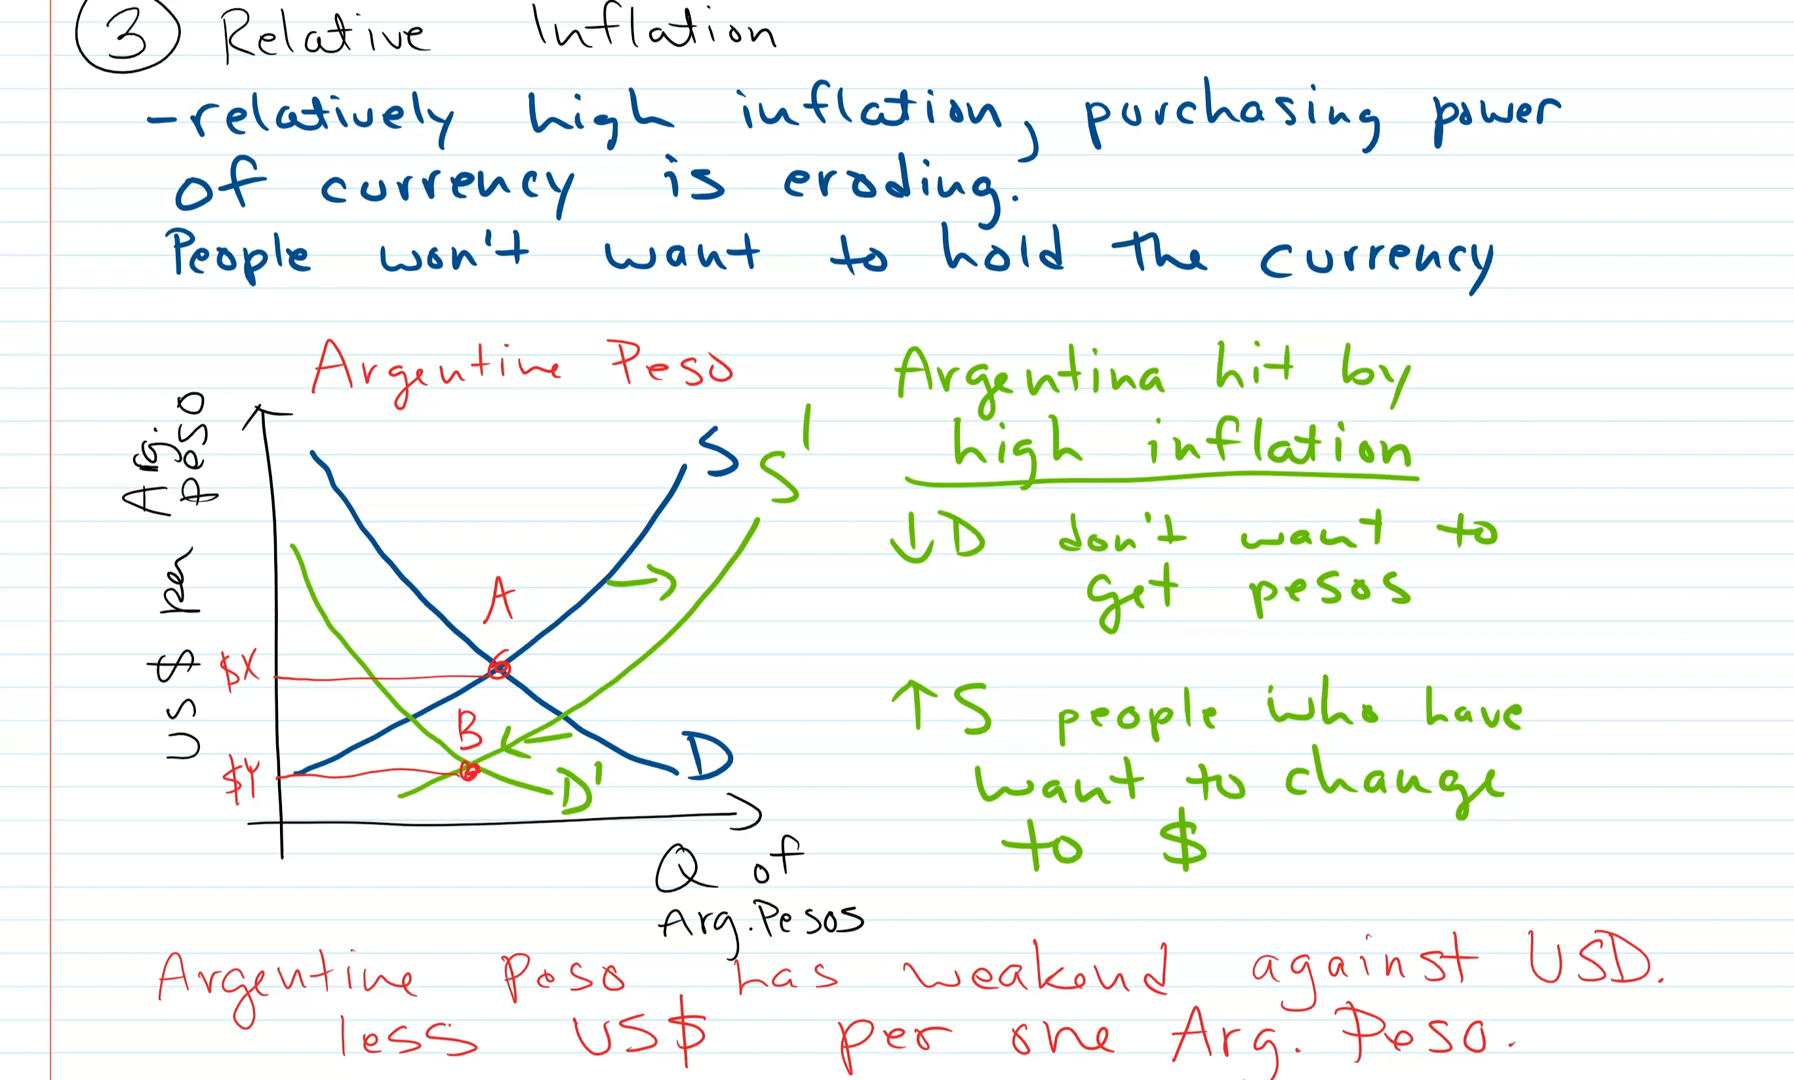 3 Relative Inflation
- relatively high inflation, purchasing power
of currency is eroding.
People won't want to hold the currency
Argentine Peso
US $ per Arg.
peso
S
S'
A
$X
B
$Y
D
D'
Q of
Arg. Pesos
Argentina hit by
high inflation
↓D don't want to
get pesos
↑S people who have
want to change
to $
Argentine Peso has weakend against USD.
less US$ per one Arg. Peso.